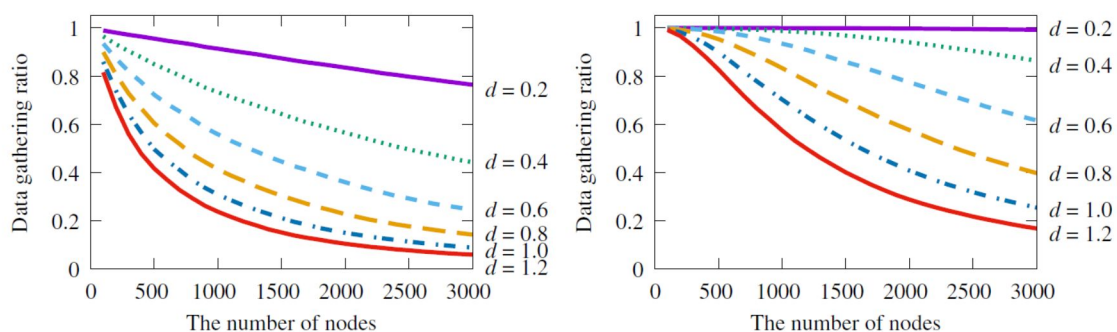 Data gathering ratio
1
0.8
0.6
0.4
0.2
0
0 500 1000 1500 2000 2500 3000
The number of nodes
d = 0.2
d = 0.4
d = 0.6
d = 0.8
d = 1.0
d = 1.2
Data gathering ratio
1
0.8
0.6
0.4
0.2
0
0 500 1000 1500 2000 2500 3000
The number of nodes
d = 0.2
d = 0.4
d = 0.6
d = 0.8
d = 1.0
d = 1.2